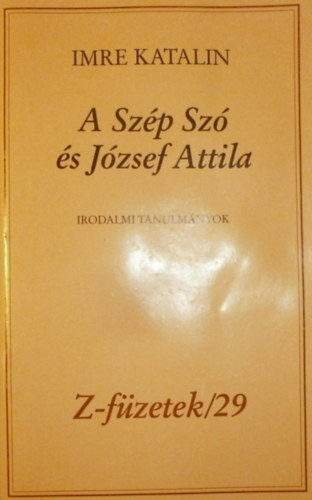 IMRE KATALIN
A Szép Szó
és József Attila
IRODALMI TANULMÁNYOK
Z-füzetek/29